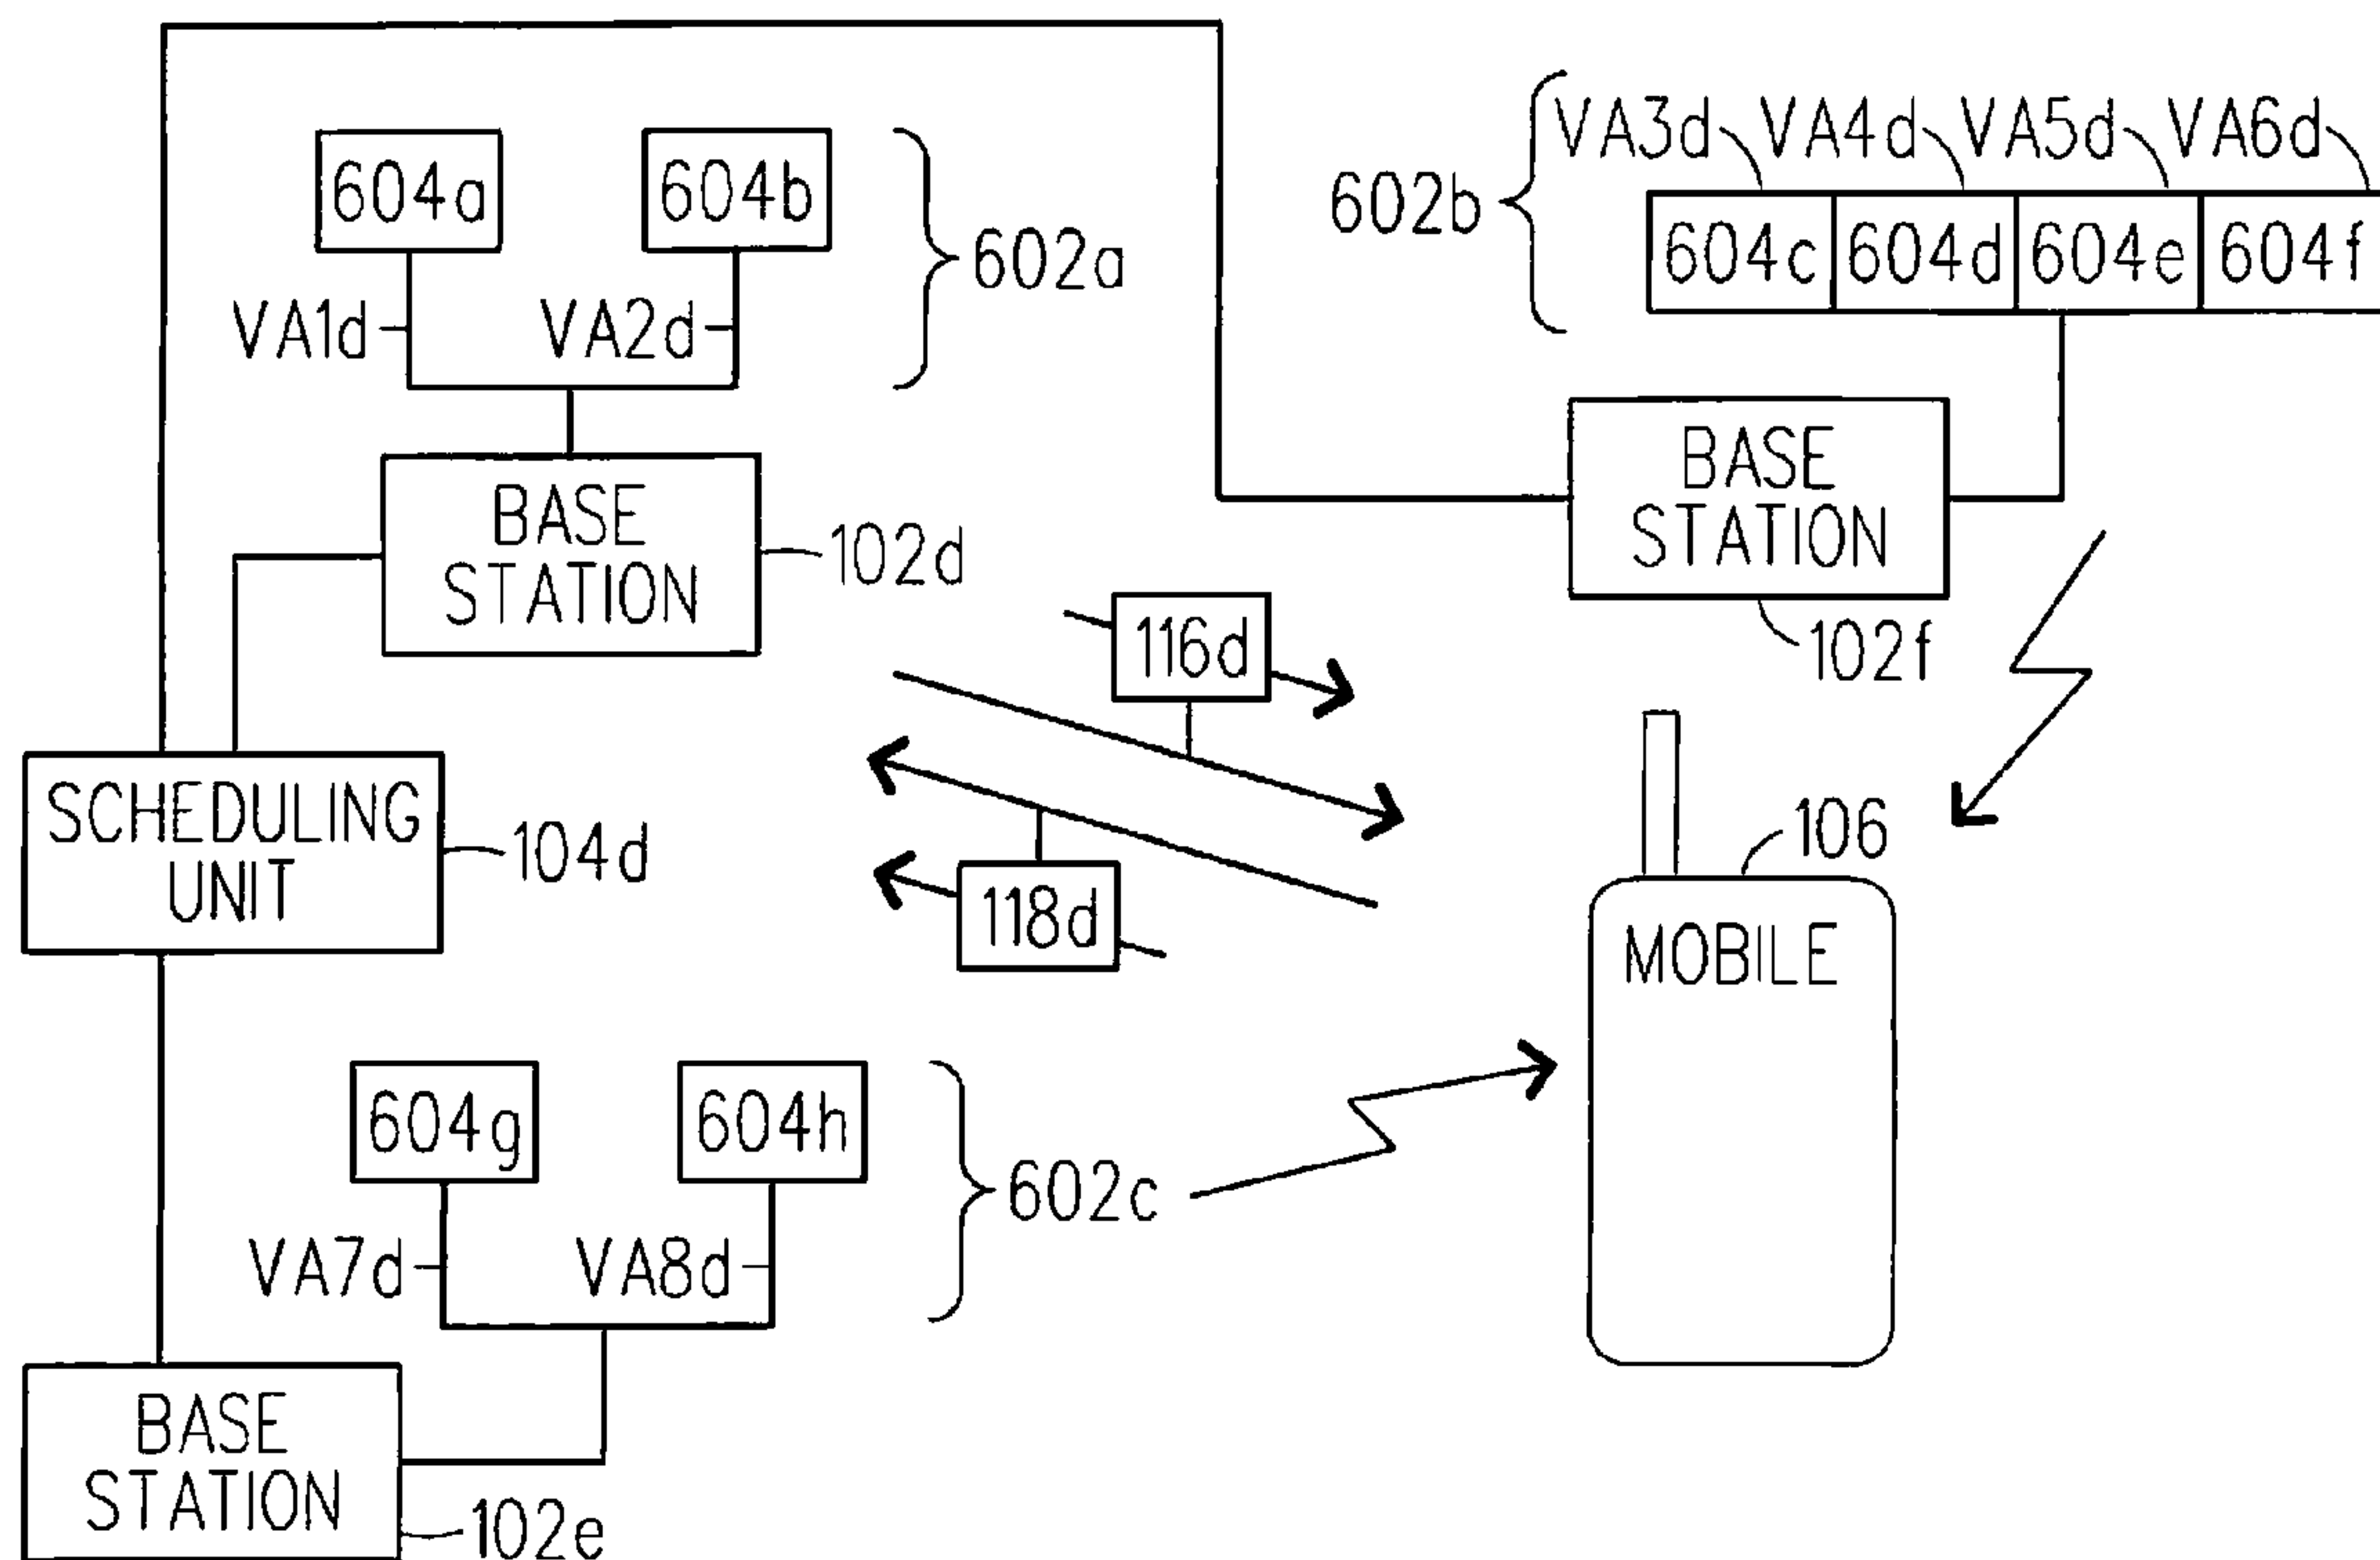 604a
604b
602a
VA1d
VA2d
602b
VA3d VA4d VA5d VA6d
604c 604d 604e 604f
BASE
STATION
102d
BASE
STATION
102f
116d
SCHEDULING
UNIT
104d
118d
106
MOBILE
604g
604h
602c
VA7d
VA8d
BASE
STATION
102e